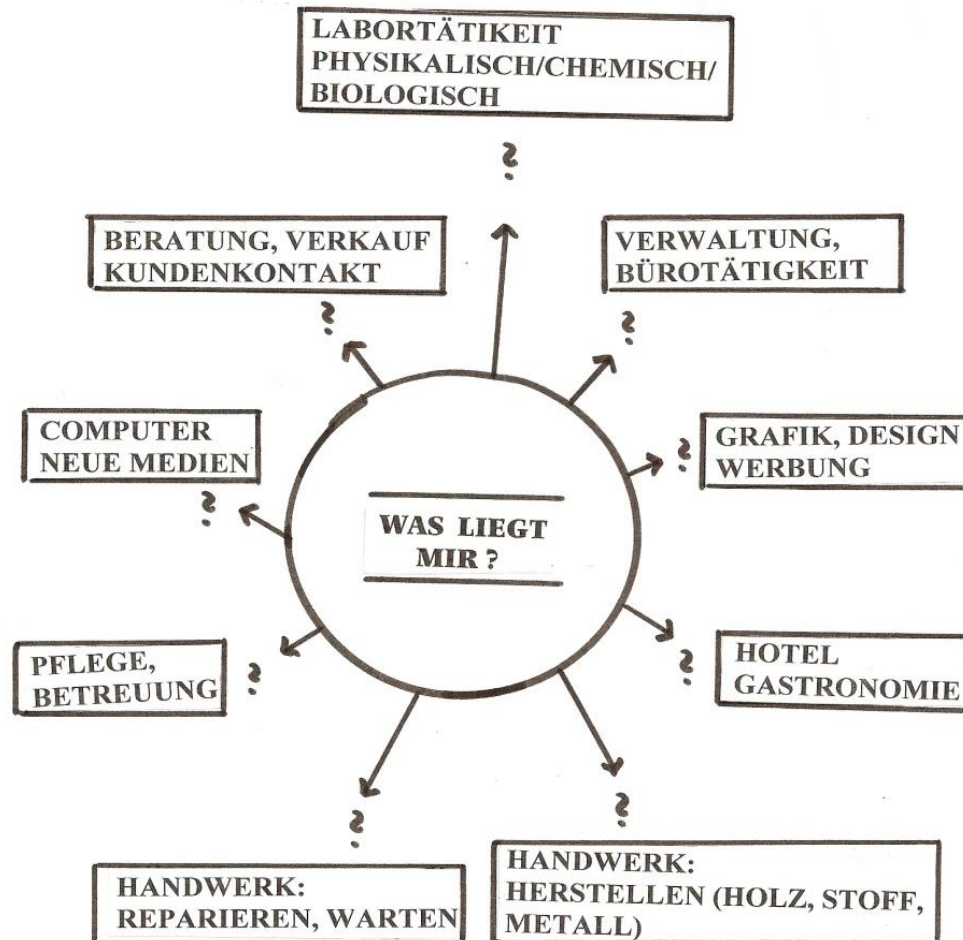 LABORTÄTIKEIT
PHYSIKALISCH/CHEMISCH/
BIOLOGISCH
?
BERATUNG, VERKAUF
KUNDENKONTAKT
?
VERWALTUNG,
BÜROTÄTIGKEIT
?
COMPUTER
NEUE MEDIEN
?
?
GRAFIK, DESIGN
WERBUNG
WAS LIEGT
MIR?
PFLEGE,
BETREUUNG
?
?
HOTEL
GASTRONOMIE
?
HANDWERK:
REPARIEREN, WARTEN
?
HANDWERK:
HERSTELLEN (HOLZ, STOFF,
METALL)